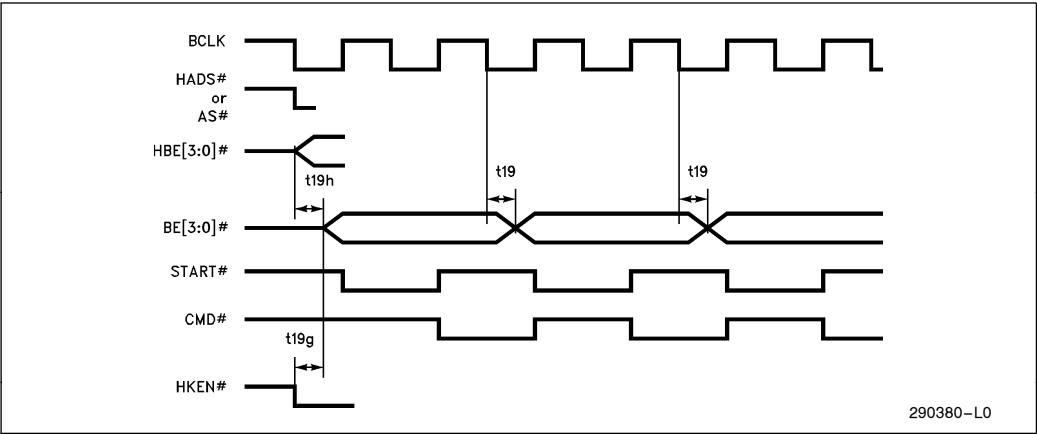 BCLK
HADS#
or
AS#
HBE[3:0]#
t19h
t19
t19
BE[3:0]#
START#
CMD#
t19g
HKEN#
290380–L0